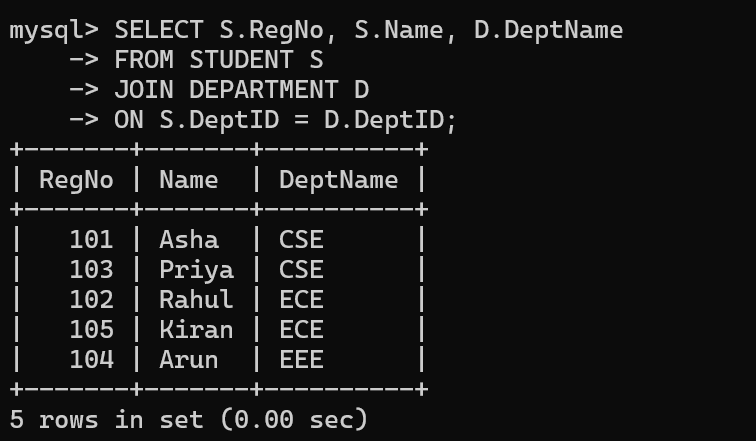 mysql> SELECT S.RegNo, S.Name, D.DeptName
    -> FROM STUDENT S
    -> JOIN DEPARTMENT D
    -> ON S.DeptID = D.DeptID;
+-------+-------+----------+
| RegNo | Name  | DeptName |
+-------+-------+----------+
|   101 | Asha  | CSE      |
|   103 | Priya | CSE      |
|   102 | Rahul | ECE      |
|   105 | Kiran | ECE      |
|   104 | Arun  | EEE      |
+-------+-------+----------+
5 rows in set (0.00 sec)